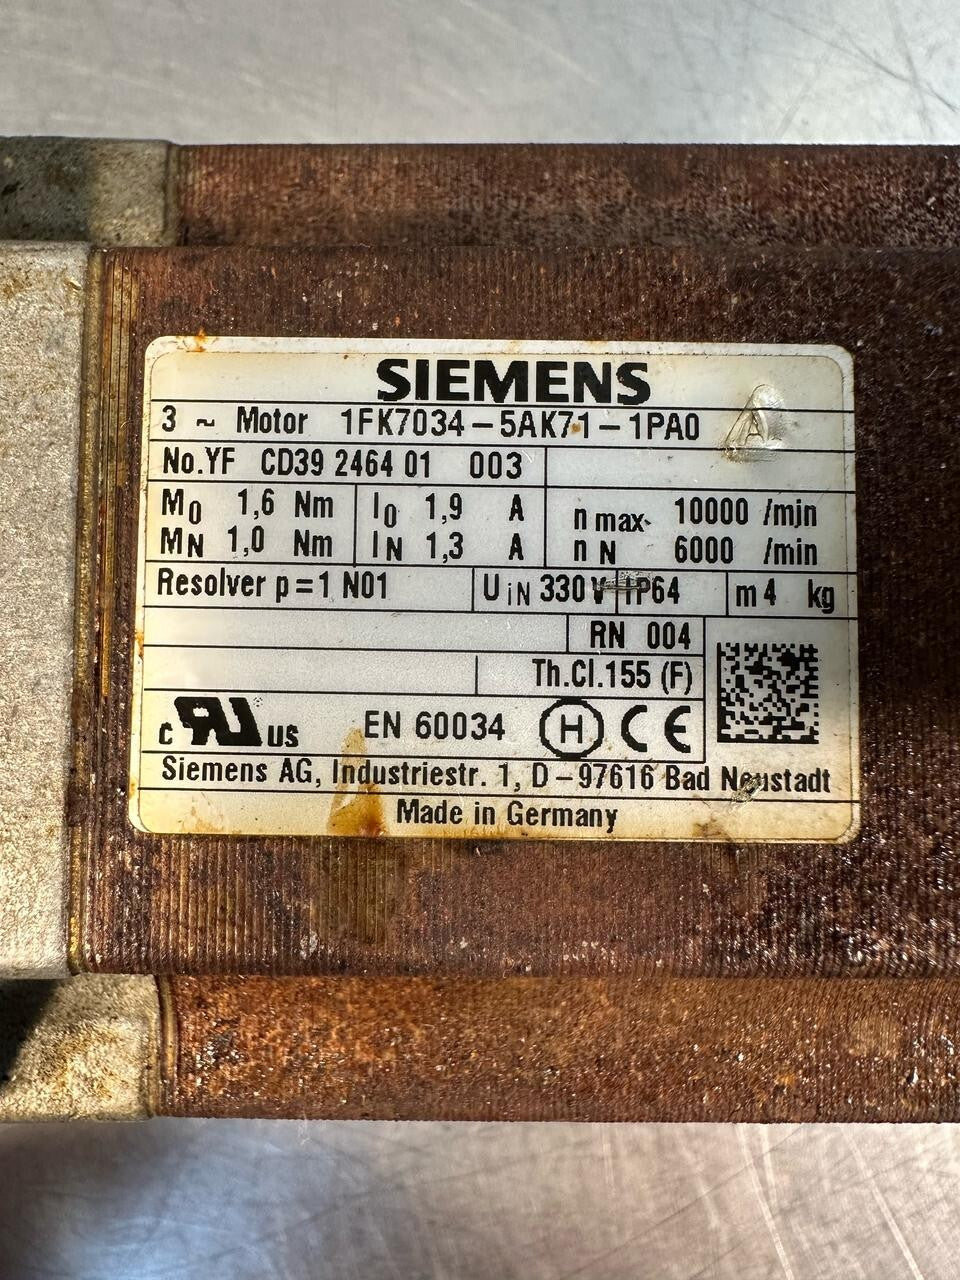 SIEMENS
3 ~ Motor 1FK7034-5AK71-1PA0 A
No.YF CD39 2464 01 003
M0 1,6 Nm I0 1,9 A n max 10000 /min
MN 1,0 Nm IN 1,3 A n N 6000 /min
Resolver p=1 N01 UiN 330 V IP64 m 4 kg
RN 004
Th.Cl.155 (F)
c RU US EN 60034 H CE
Siemens AG, Industriestr. 1, D-97616 Bad Neustadt
Made in Germany